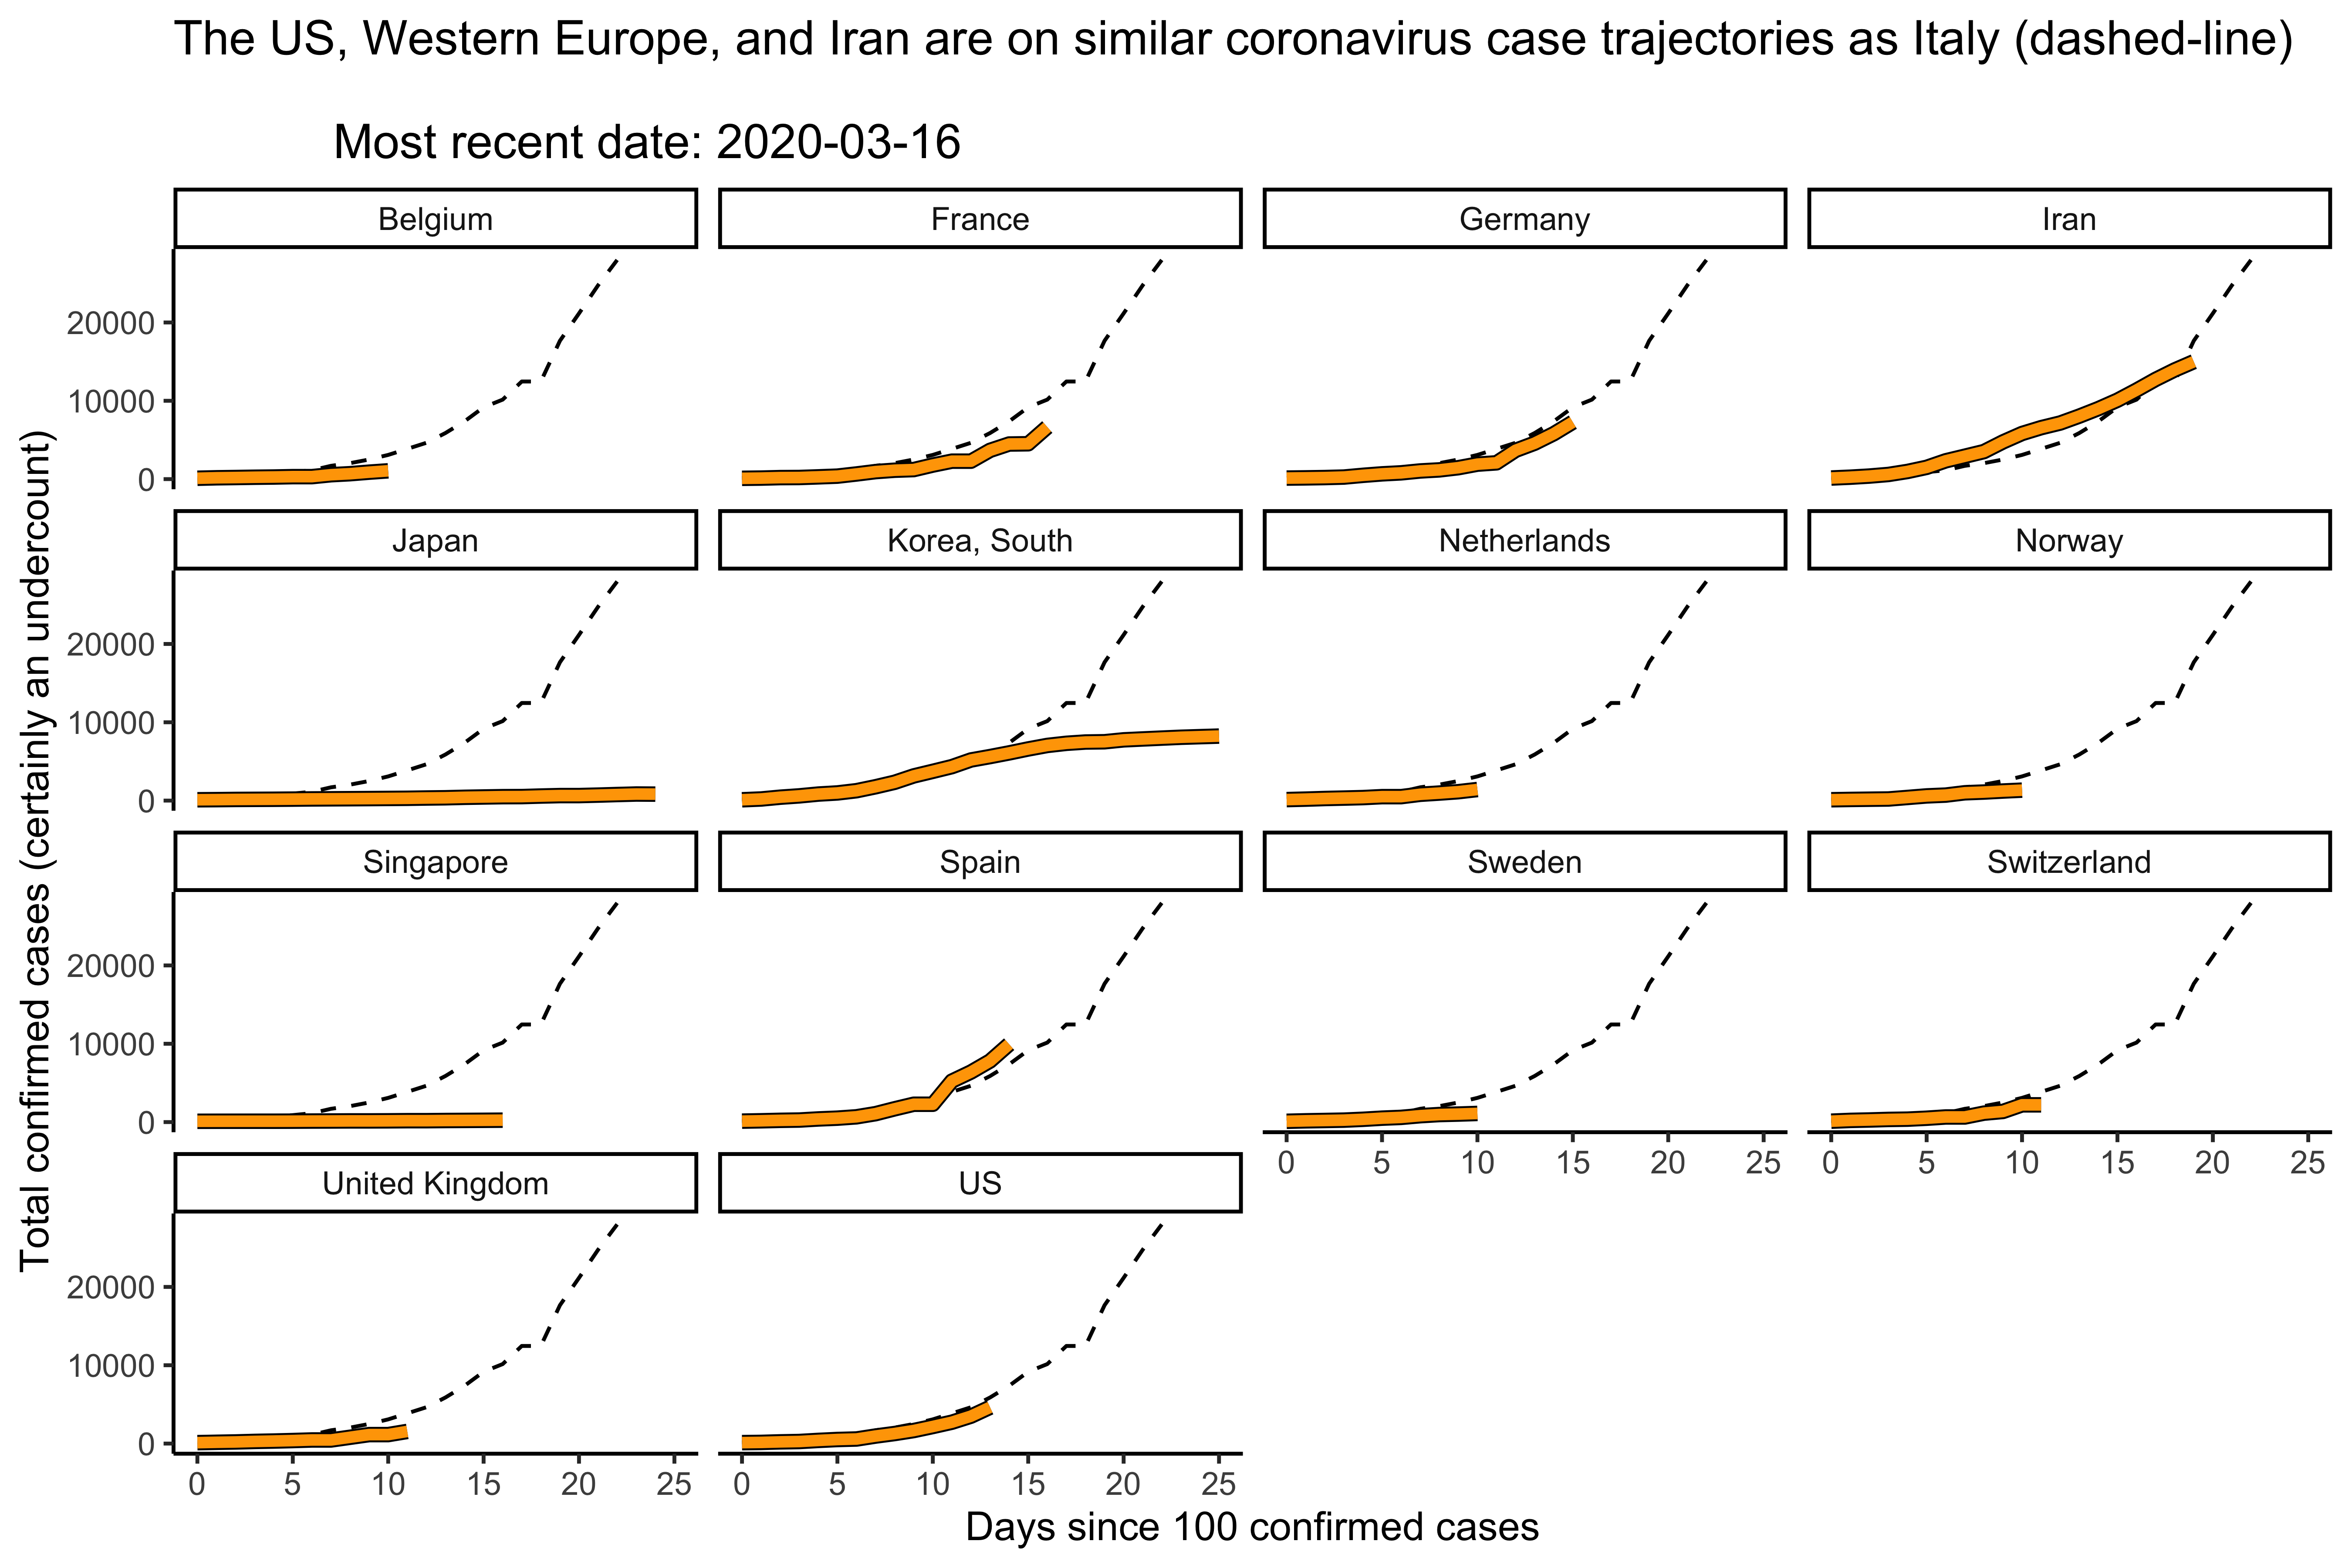 The US, Western Europe, and Iran are on similar coronavirus case trajectories as Italy (dashed-line)
Most recent date: 2020-03-16
Total confirmed cases (certainly an undercount)
Belgium
France
Germany
Iran
20000
10000
0
Japan
Korea, South
Netherlands
Norway
20000
10000
0
Singapore
Spain
Sweden
Switzerland
20000
10000
0
0 5 10 15 20 25
0 5 10 15 20 25
United Kingdom
US
20000
10000
0
0 5 10 15 20 25
0 5 10 15 20 25
Days since 100 confirmed cases